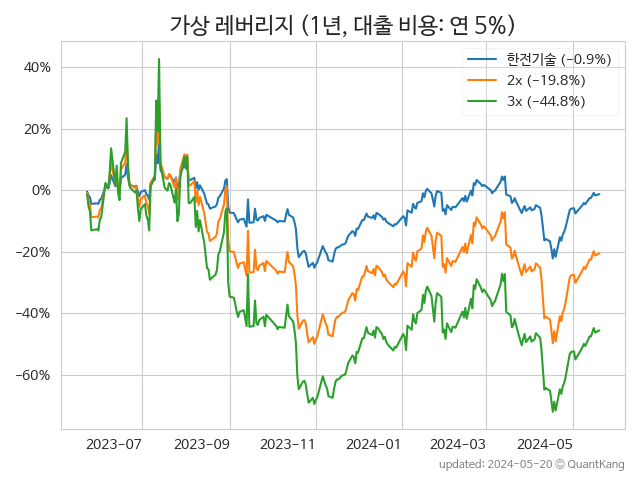 가상 레버리지 (1년, 대출 비용: 연 5%)
한전기술 (−0.9%)
2x (−19.8%)
3x (−44.8%)
40%
20%
0%
−20%
−40%
−60%
2023−07 2023−09 2023−11 2024−01 2024−03 2024−05
updated: 2024−05−20 © QuantKang